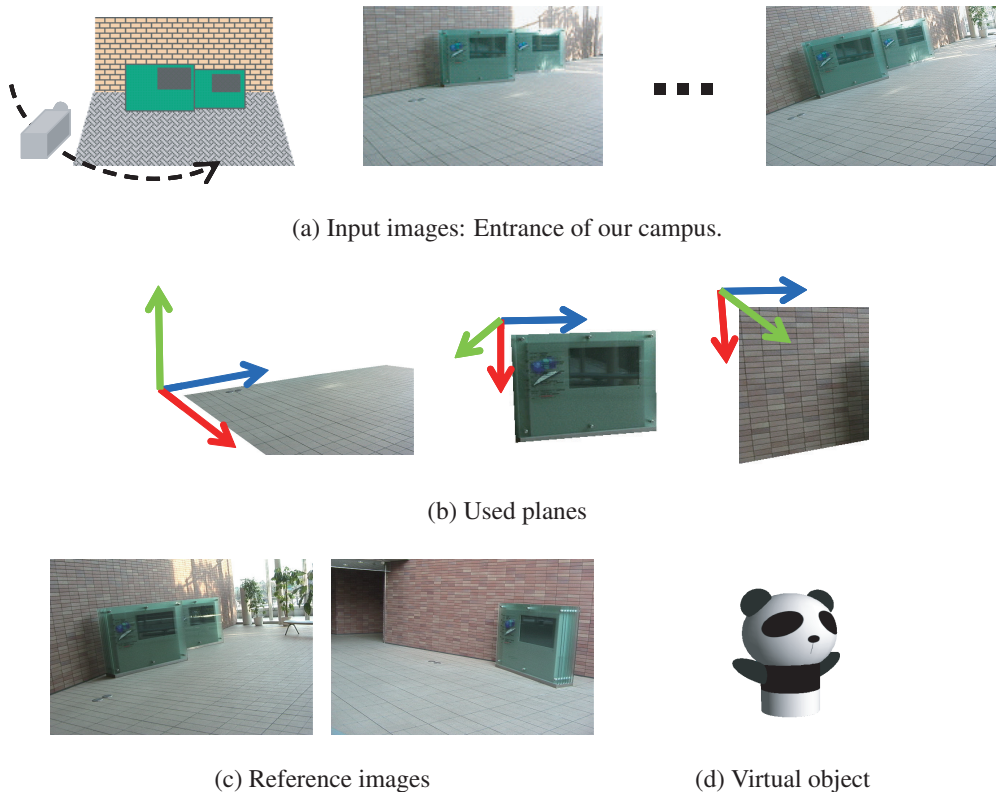 (a) Input images: Entrance of our campus.
(b) Used planes
(c) Reference images
(d) Virtual object